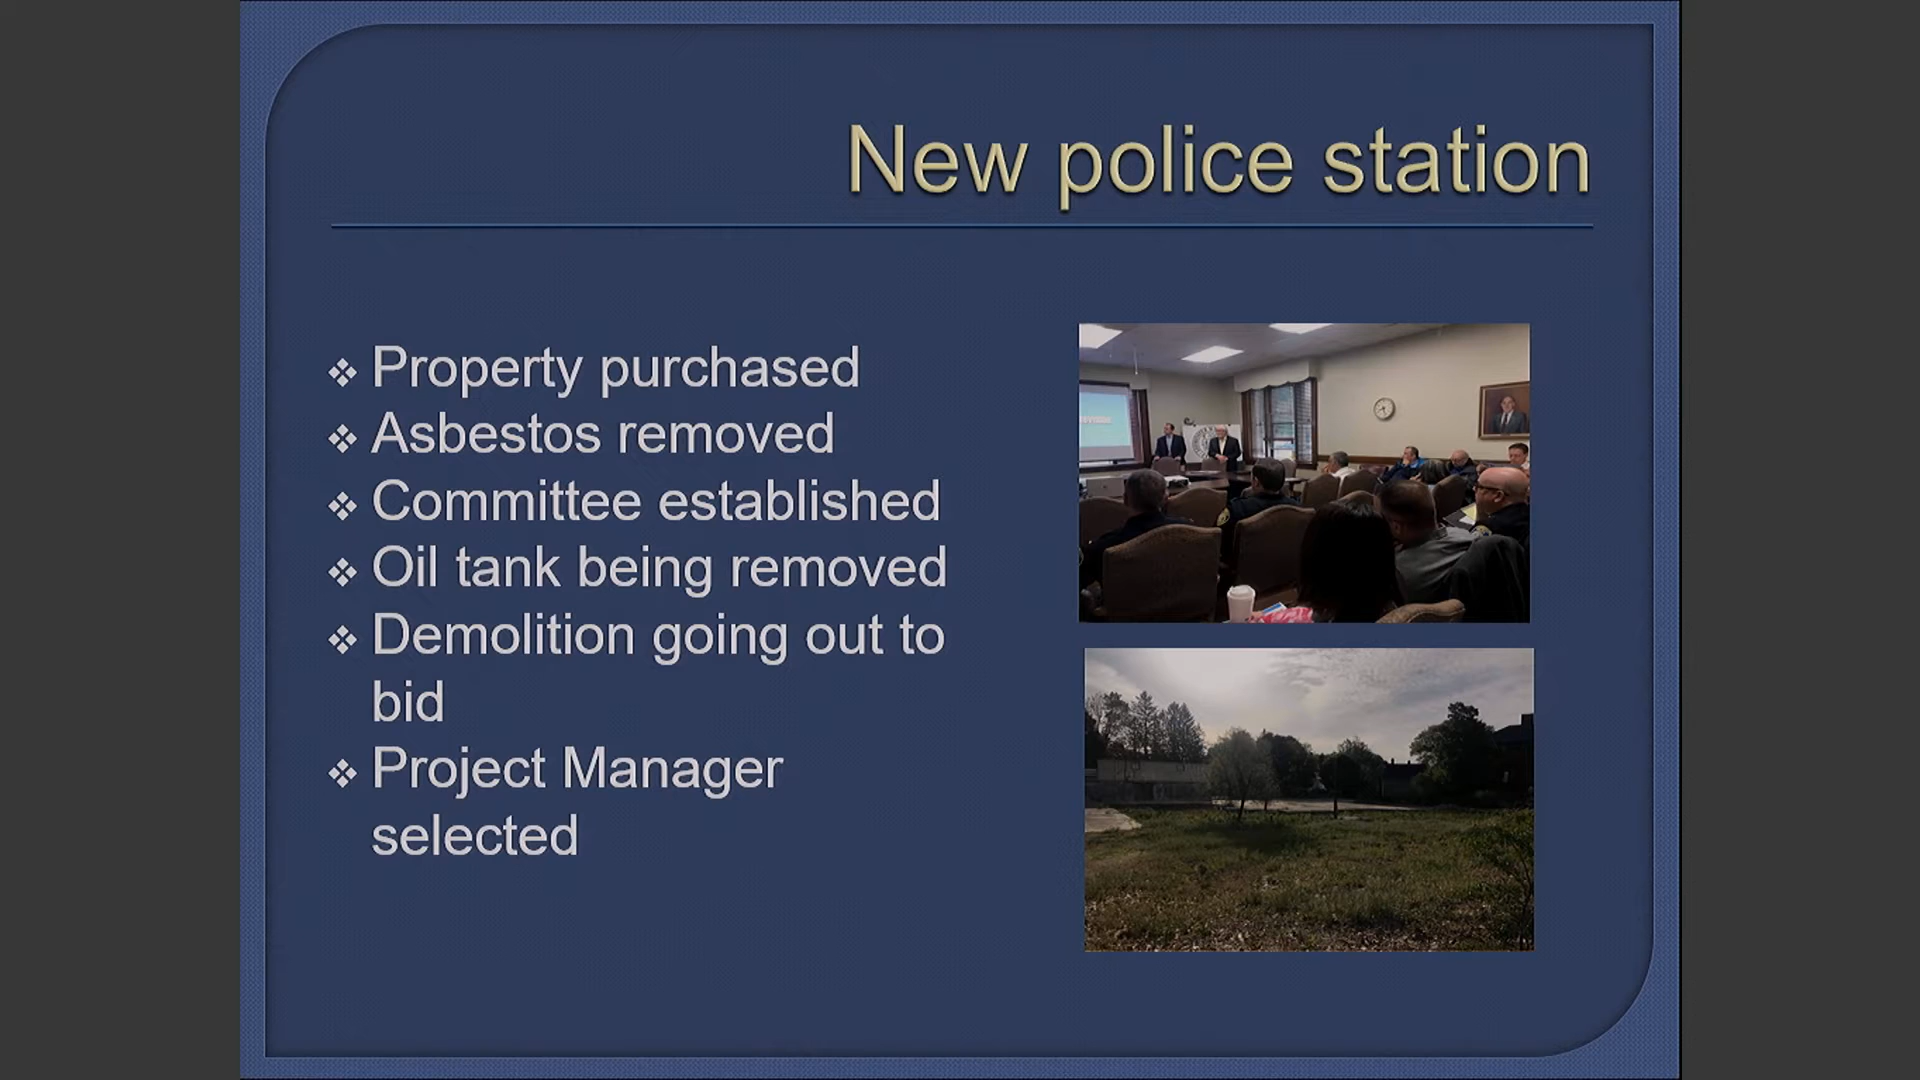 New police station
❖ Property purchased
❖ Asbestos removed
❖ Committee established
❖ Oil tank being removed
❖ Demolition going out to
bid
❖ Project Manager
selected